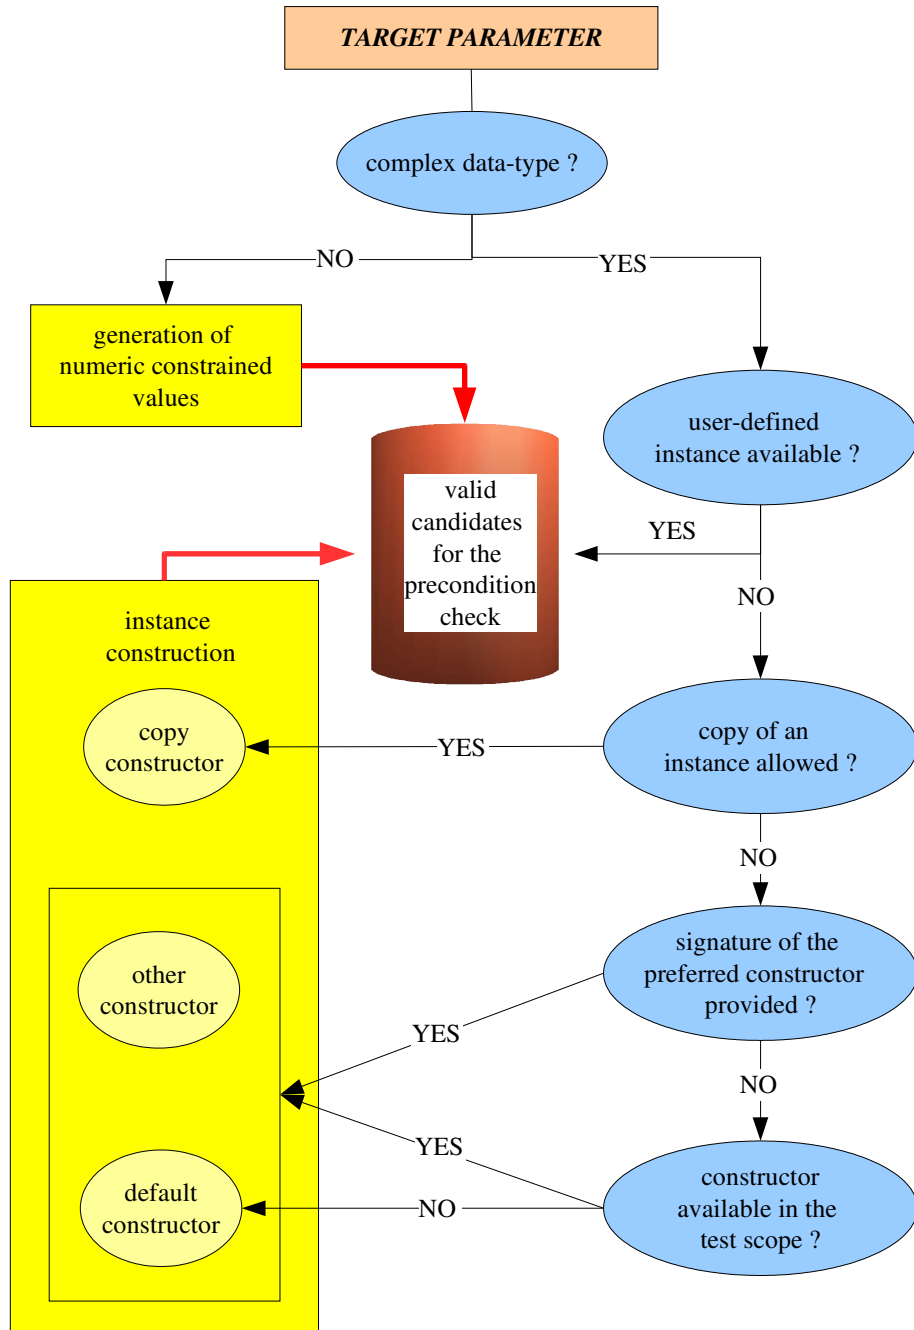 TARGET PARAMETER
complex data-type ?
NO
YES
generation of
numeric constrained
values
user-defined
instance available ?
valid
candidates
for the
precondition
check
YES
NO
instance
construction
copy
constructor
YES
copy of an
instance allowed ?
NO
other
constructor
signature of the
preferred constructor
provided ?
YES
NO
YES
default
constructor
NO
constructor
available in the
test scope ?